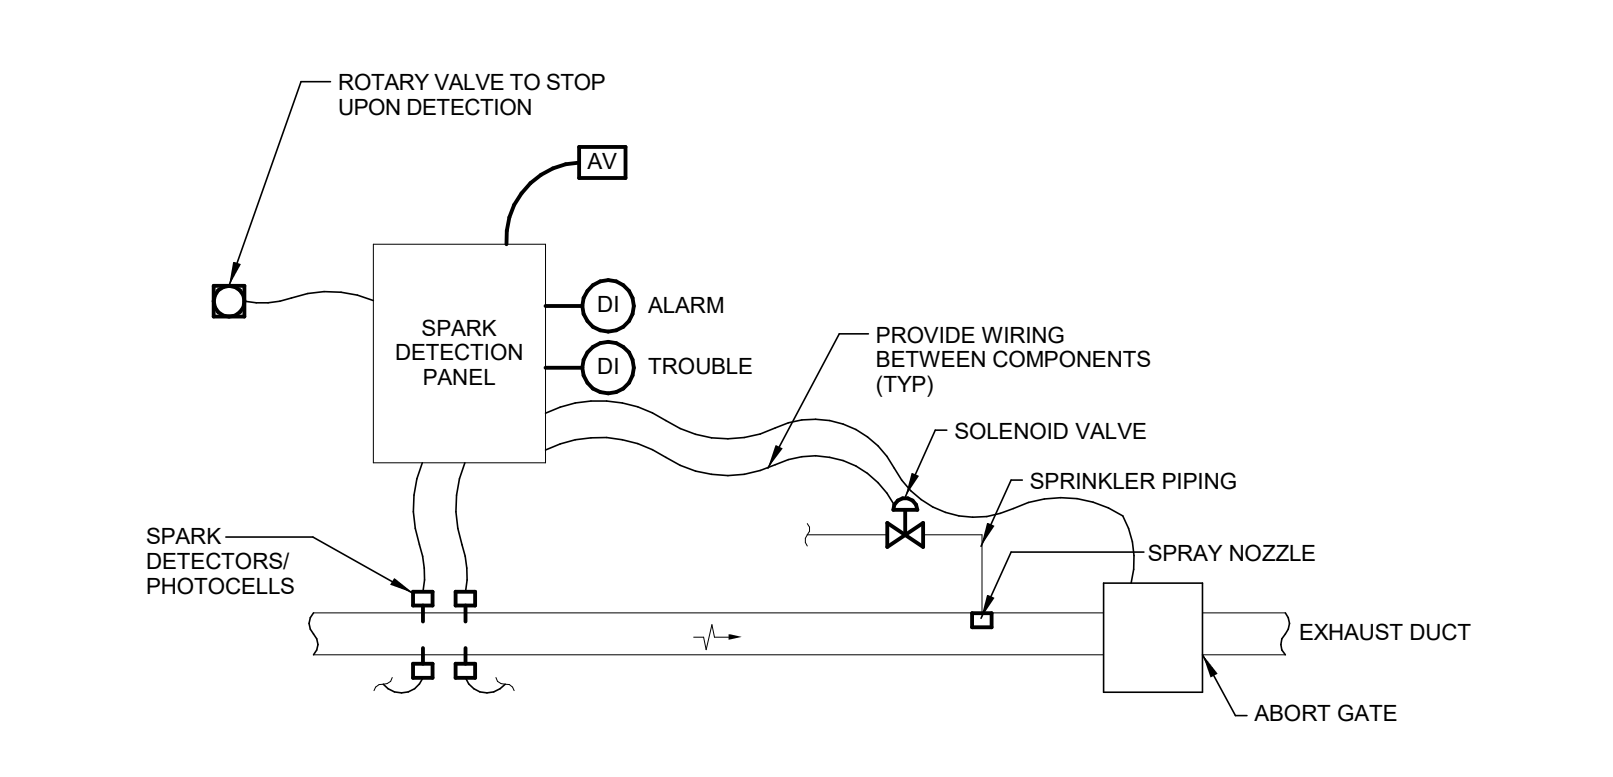 ROTARY VALVE TO STOP
UPON DETECTION
AV
SPARK
DETECTION
PANEL
DI
ALARM
DI
TROUBLE
PROVIDE WIRING
BETWEEN COMPONENTS
(TYP)
SOLENOID VALVE
SPRINKLER PIPING
SPARK
DETECTORS/
PHOTOCELLS
SPRAY NOZZLE
EXHAUST DUCT
ABORT GATE